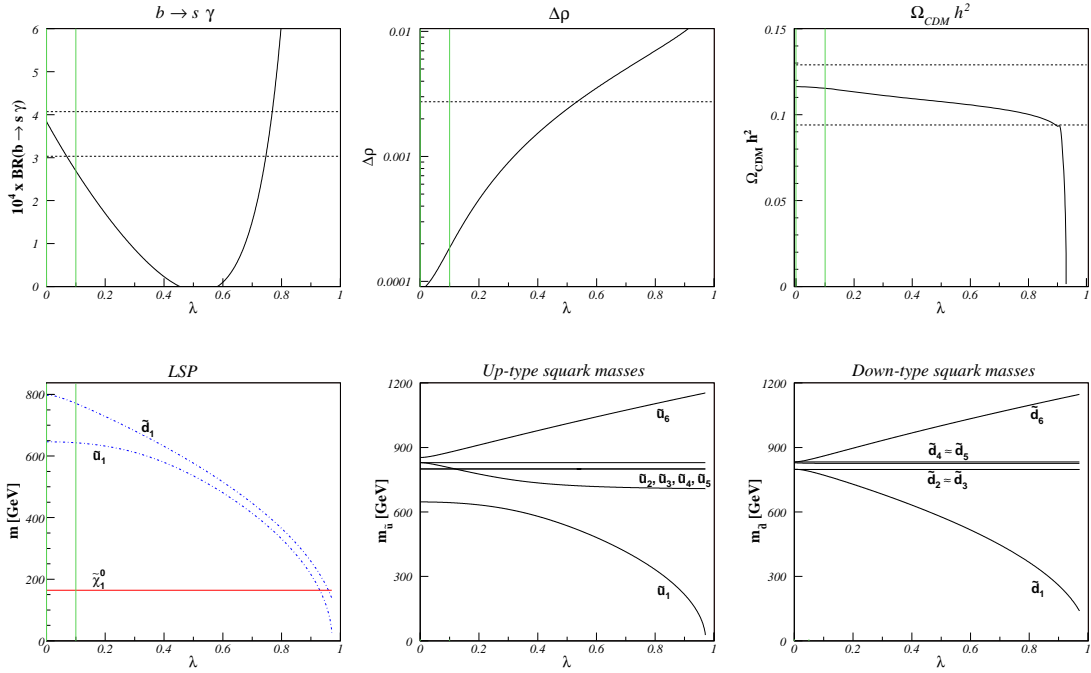 b → s γ
10⁴ x BR(b → s γ)
6
5
4
3
2
1
0
0 0.2 0.4 0.6 0.8 1
λ
Δρ
Δρ
0.01
0.001
0.0001
0 0.2 0.4 0.6 0.8 1
λ
Ω_CDM h²
Ω_CDM h²
0.15
0.1
0.05
0
0 0.2 0.4 0.6 0.8 1
λ
LSP
m [GeV]
800
600
400
200
0
d̃₁
ũ₁
χ̃₁⁰
0 0.2 0.4 0.6 0.8 1
λ
Up-type squark masses
m_ũ [GeV]
1200
900
600
300
0
ũ₆
ũ₂, ũ₃, ũ₄, ũ₅
ũ₁
0 0.2 0.4 0.6 0.8 1
λ
Down-type squark masses
m_d̃ [GeV]
1200
900
600
300
0
d̃₆
d̃₄ ≈ d̃₅
d̃₂ ≈ d̃₃
d̃₁
0 0.2 0.4 0.6 0.8 1
λ